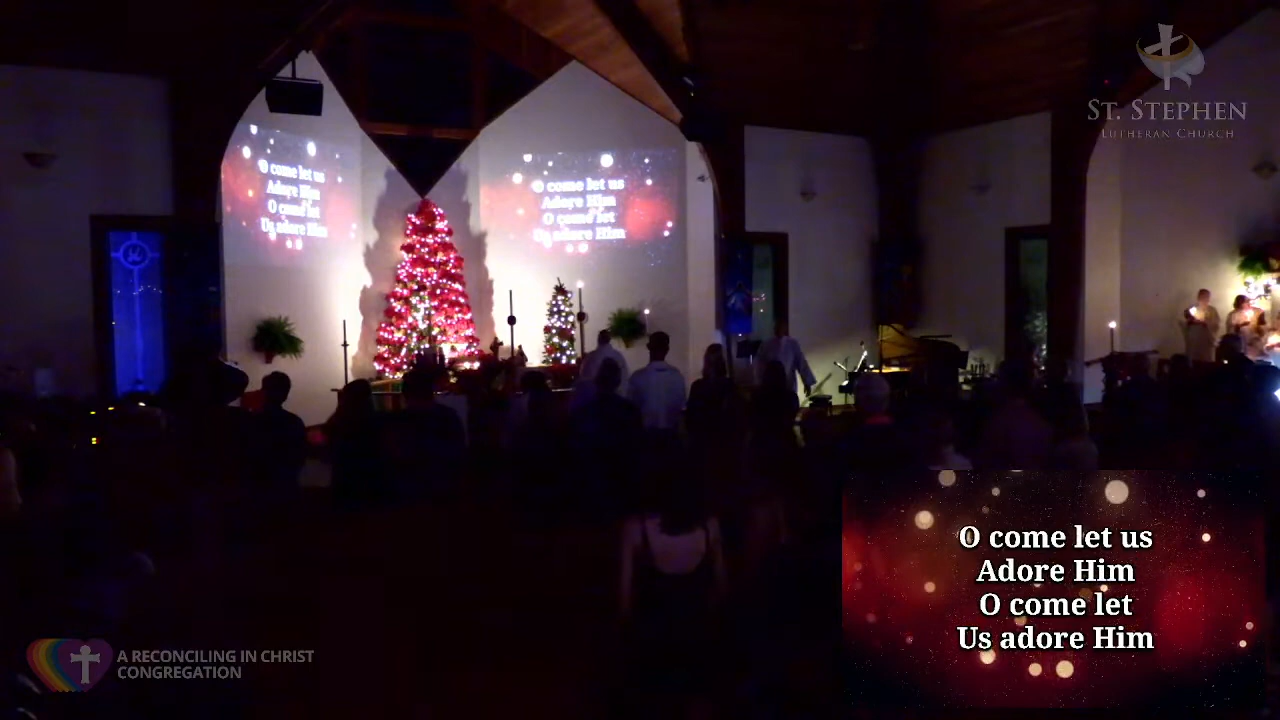 O come let us
Adore Him
O come let
Us adore Him
O come let us
Adore Him
O come let
Us adore Him
ST. STEPHEN
LUTHERAN CHURCH
O come let us
Adore Him
O come let
Us adore Him
A RECONCILING IN CHRIST
CONGREGATION